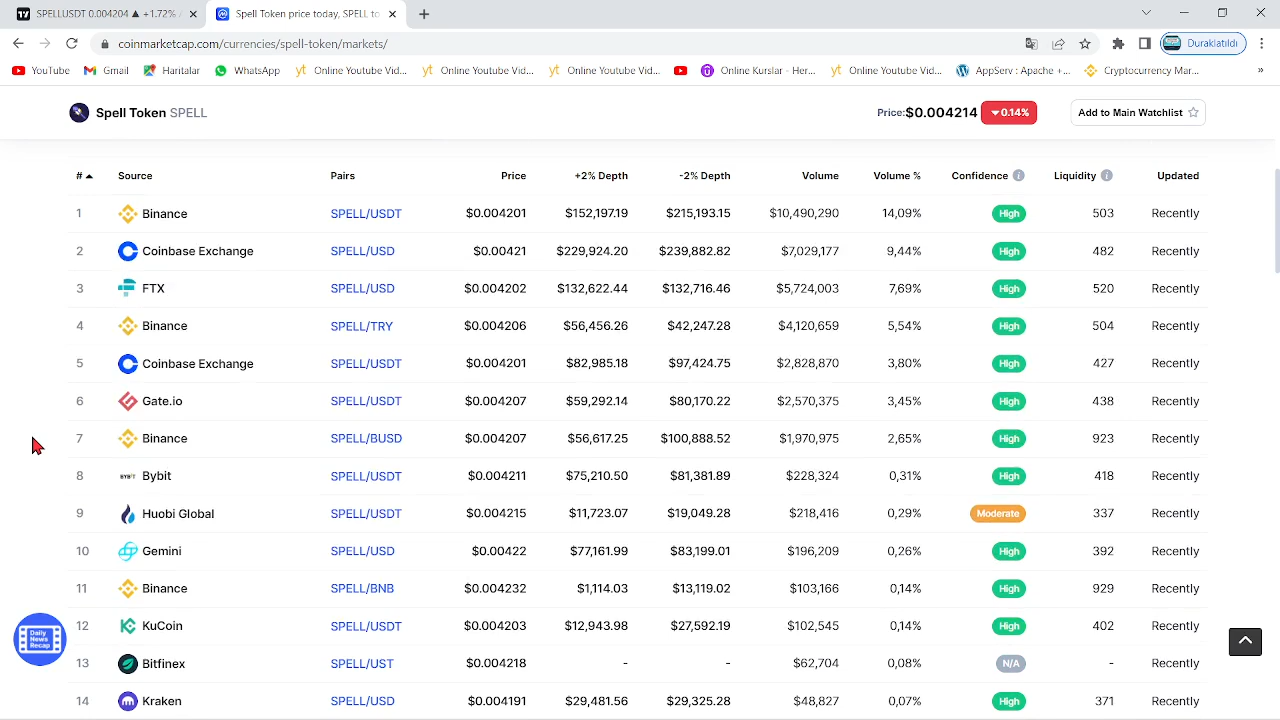 SPELLUSDT 0.004204 ▲ +1.72% /
Spell Token price today, SPELL to
coinmarketcap.com/currencies/spell-token/markets/
Duraklatıldı
YouTube Gmail Haritalar WhatsApp Online Youtube Vid... Online Youtube Vid... Online Youtube Vid... Online Kurslar - Her... Online Youtube Vid... AppServ : Apache +... Cryptocurrency Mar... »
Spell Token SPELL Price:$0.004214 ▼0.14% Add to Main Watchlist
# Source Pairs Price +2% Depth -2% Depth Volume Volume % Confidence Liquidity Updated
1 Binance SPELL/USDT $0.004201 $152,197.19 $215,193.15 $10,490,290 14,09% High 503 Recently
2 Coinbase Exchange SPELL/USD $0.00421 $229,924.20 $239,882.82 $7,029,177 9,44% High 482 Recently
3 FTX SPELL/USD $0.004202 $132,622.44 $132,716.46 $5,724,003 7,69% High 520 Recently
4 Binance SPELL/TRY $0.004206 $56,456.26 $42,247.28 $4,120,659 5,54% High 504 Recently
5 Coinbase Exchange SPELL/USDT $0.004201 $82,985.18 $97,424.75 $2,828,870 3,80% High 427 Recently
6 Gate.io SPELL/USDT $0.004207 $59,292.14 $80,170.22 $2,570,375 3,45% High 438 Recently
7 Binance SPELL/BUSD $0.004207 $56,617.25 $100,888.52 $1,970,975 2,65% High 923 Recently
8 BYBIT Bybit SPELL/USDT $0.004211 $75,210.50 $81,381.89 $228,324 0,31% High 418 Recently
9 Huobi Global SPELL/USDT $0.004215 $11,723.07 $19,049.28 $218,416 0,29% Moderate 337 Recently
10 Gemini SPELL/USD $0.00422 $77,161.99 $83,199.01 $196,291 0,26% High 392 Recently
11 Binance SPELL/BNB $0.004232 $1,114.03 $13,119.02 $103,166 0,14% High 929 Recently
12 KuCoin SPELL/USDT $0.004203 $12,943.98 $27,592.19 $102,545 0,14% High 402 Recently
13 Bitfinex SPELL/UST $0.004218 - - $62,704 0,08% N/A - Recently
14 Kraken SPELL/USD $0.004191 $29,481.56 $29,325.28 $48,827 0,07% High 371 Recently
Daily
News
Recap